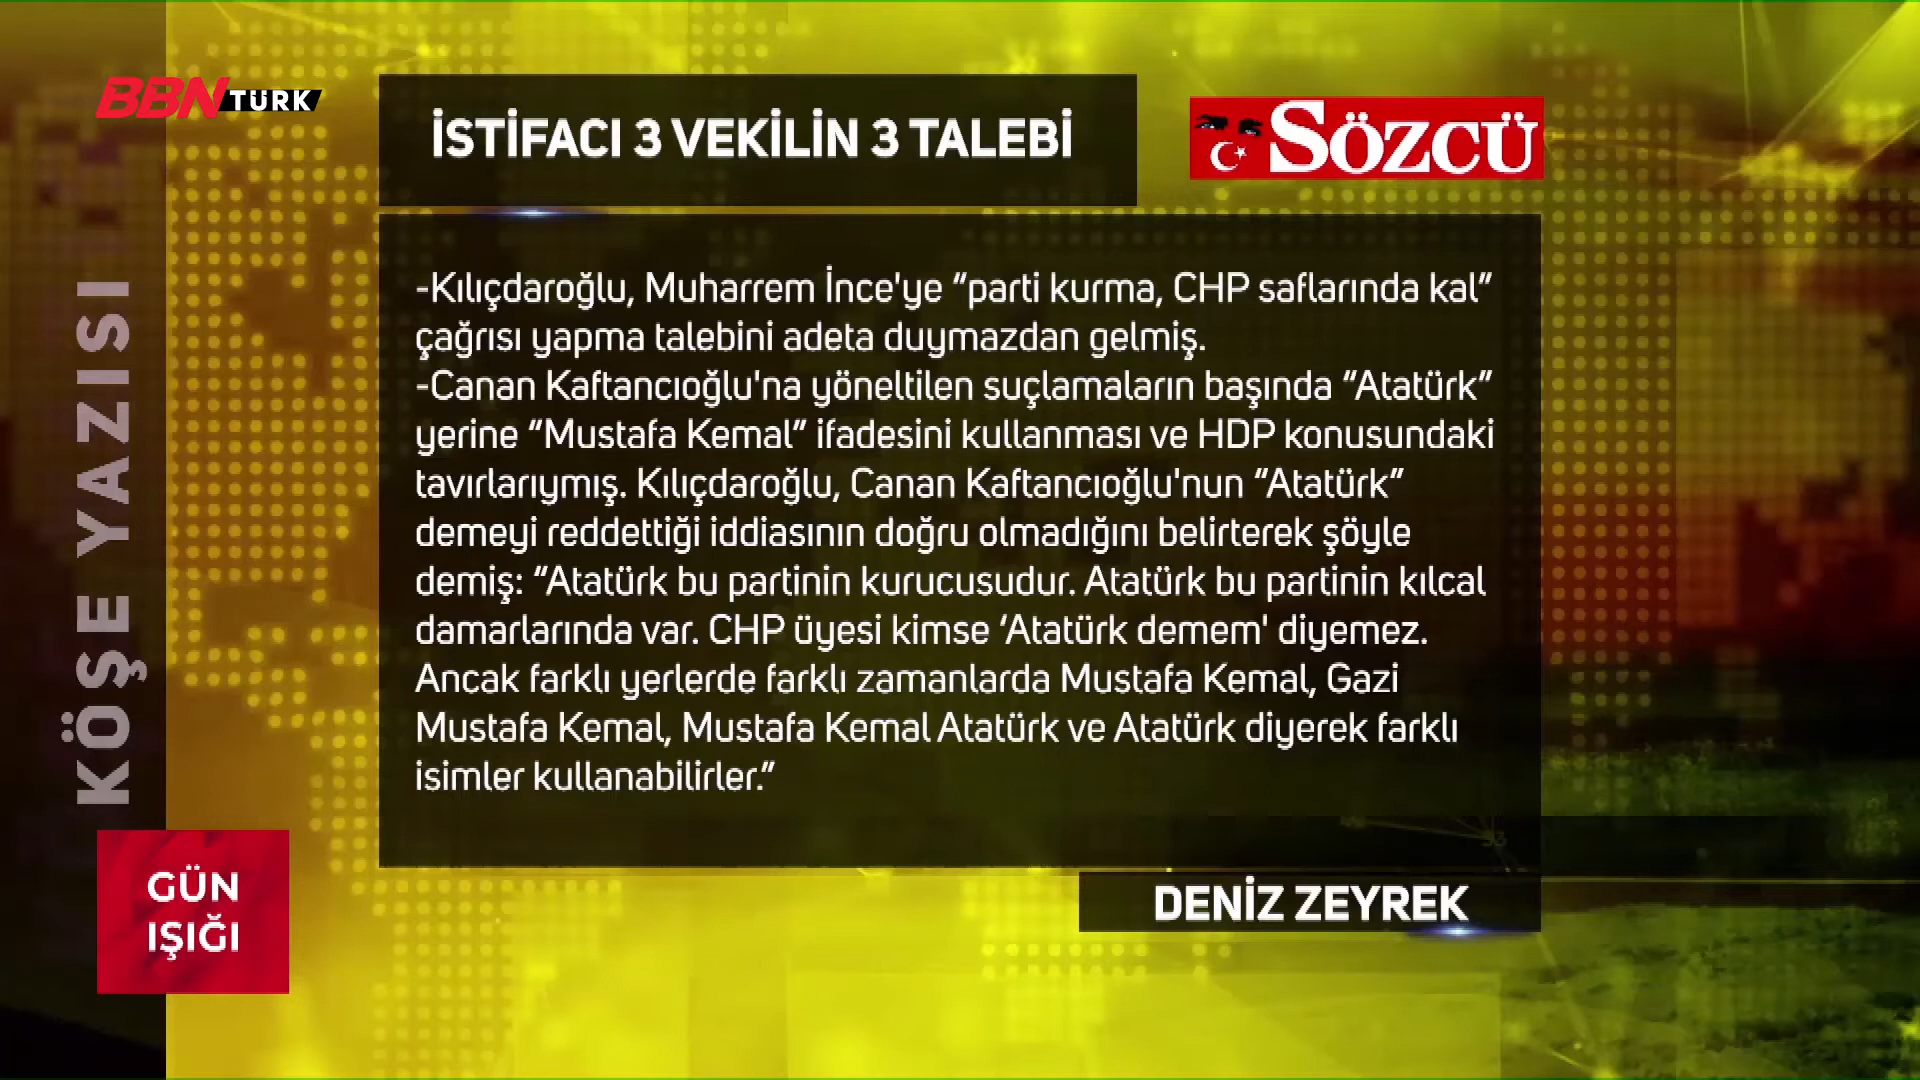 BBN TÜRK
İSTİFACI 3 VEKİLİN 3 TALEBİ
SÖZCÜ
-Kılıçdaroğlu, Muharrem İnce'ye “parti kurma, CHP saflarında kal”
çağrısı yapma talebini adeta duymazdan gelmiş.
-Canan Kaftancıoğlu'na yöneltilen suçlamaların başında “Atatürk”
yerine “Mustafa Kemal” ifadesini kullanması ve HDP konusundaki
tavırlarıymış. Kılıçdaroğlu, Canan Kaftancıoğlu'nun “Atatürk”
demeyi reddettiği iddiasının doğru olmadığını belirterek şöyle
demiş: “Atatürk bu partinin kurucusudur. Atatürk bu partinin kılcal
damarlarında var. CHP üyesi kimse ‘Atatürk demem' diyemez.
Ancak farklı yerlerde farklı zamanlarda Mustafa Kemal, Gazi
Mustafa Kemal, Mustafa Kemal Atatürk ve Atatürk diyerek farklı
isimler kullanabilirler.”
DENİZ ZEYREK
KÖŞE YAZISI
GÜN
IŞIĞI